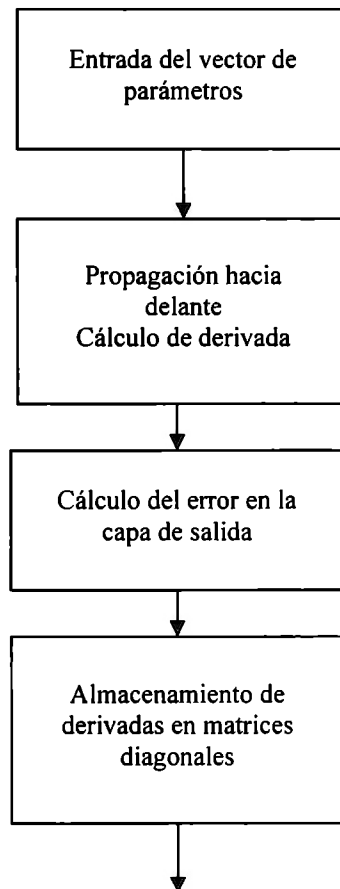 Entrada del vector de
parámetros
Propagación hacia
delante
Cálculo de derivada
Cálculo del error en la
capa de salida
Almacenamiento de
derivadas en matrices
diagonales